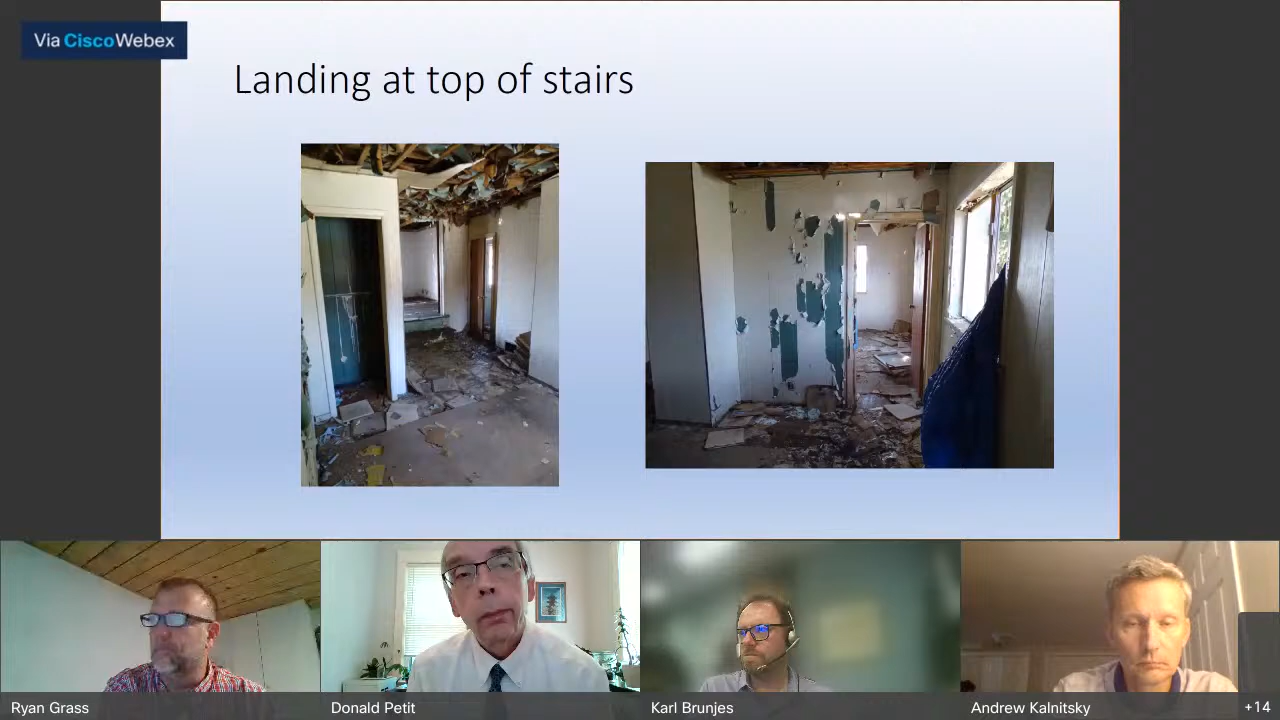 Via Cisco Webex
Landing at top of stairs
Ryan Grass
Donald Petit
Karl Brunjes
Andrew Kalnitsky
+14